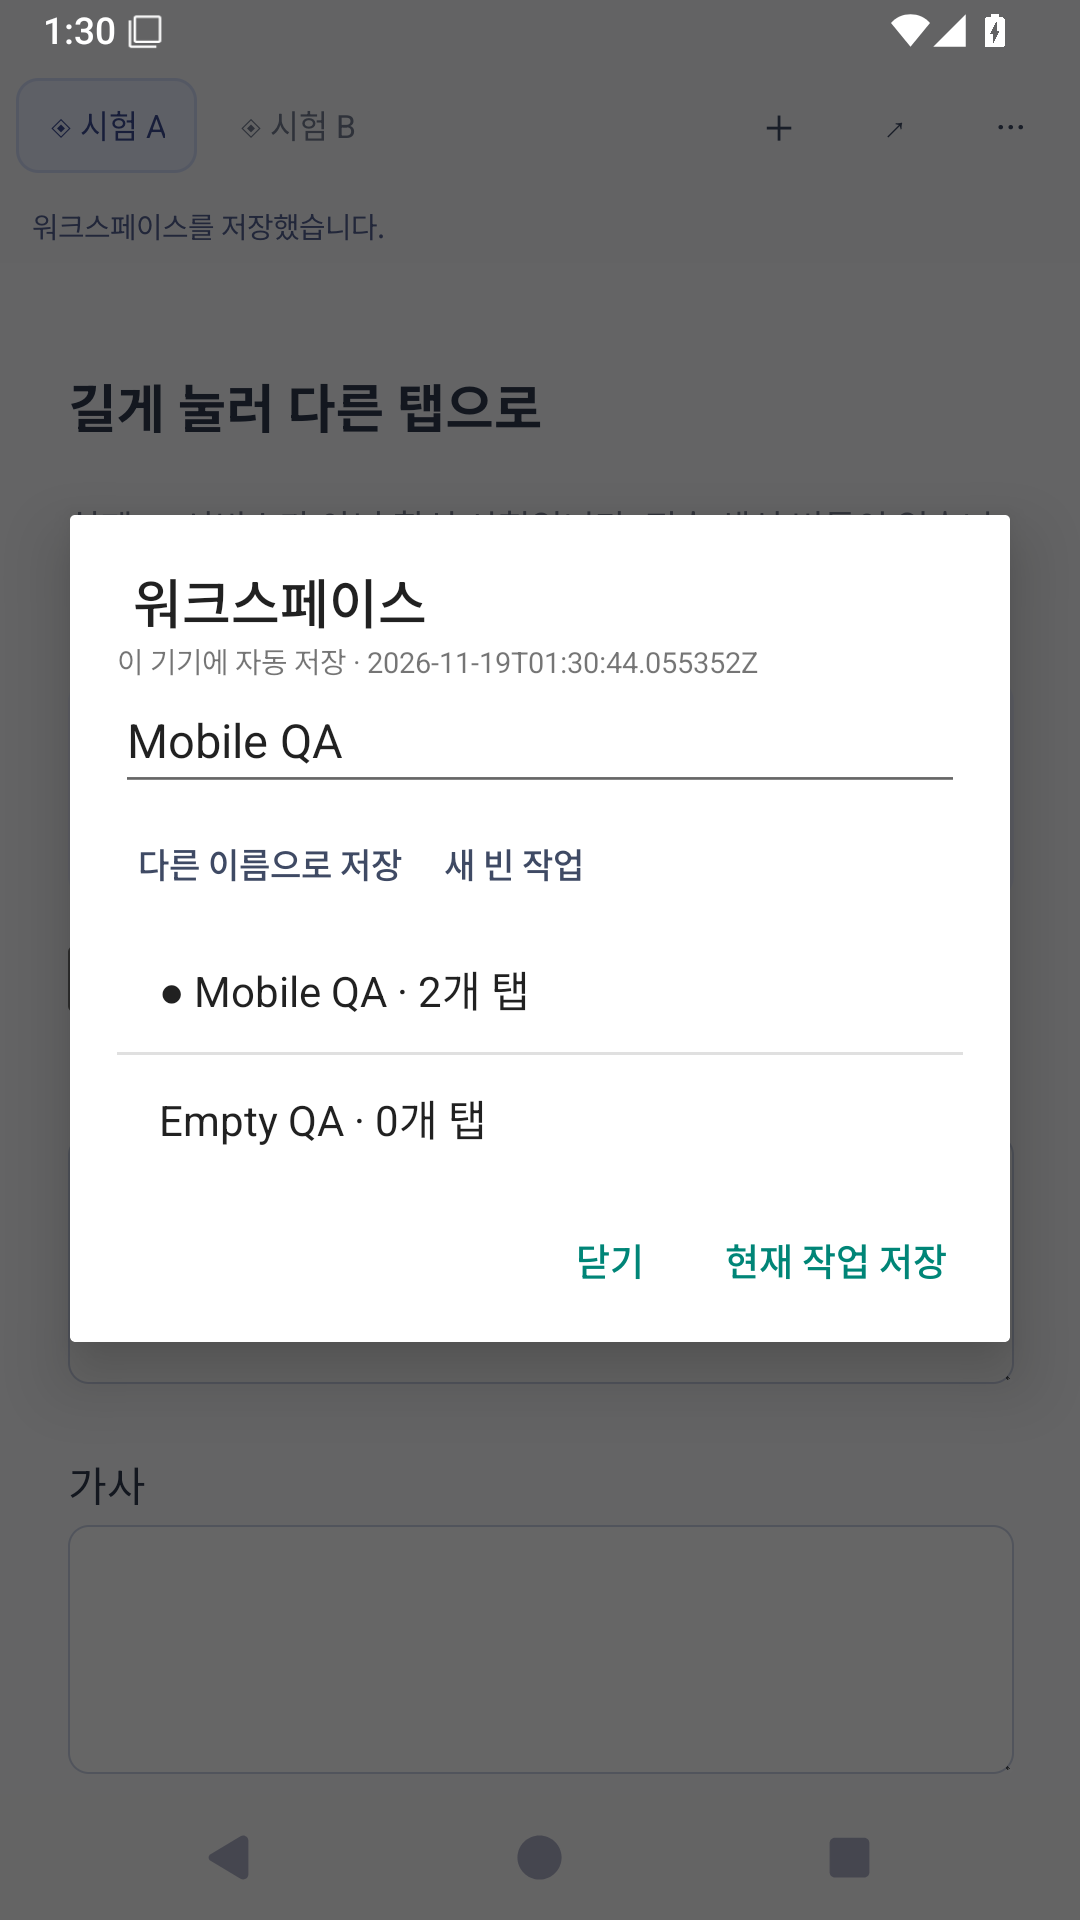 1:30
◈ 시험 A
◈ 시험 B
+ ↗ ···
워크스페이스를 저장했습니다.
길게 눌러 다른 탭으로
워크스페이스
이 기기에 자동 저장 · 2026-11-19T01:30:44.055352Z
Mobile QA
다른 이름으로 저장 새 빈 작업
● Mobile QA · 2개 탭
Empty QA · 0개 탭
닫기 현재 작업 저장
가사